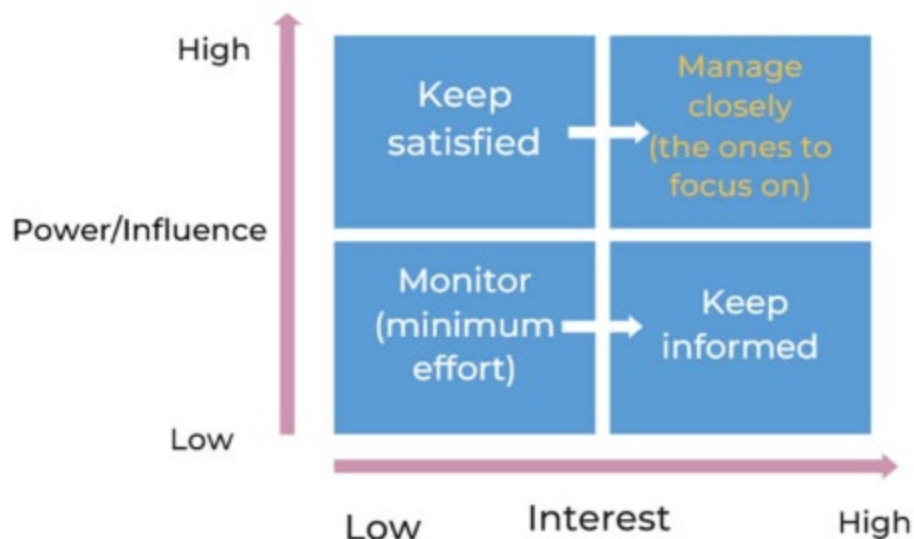 High
Keep
satisfied
Manage
closely
(the ones to
focus on)
Power/Influence
Monitor
(minimum
effort)
Keep
informed
Low
Low
Interest
High